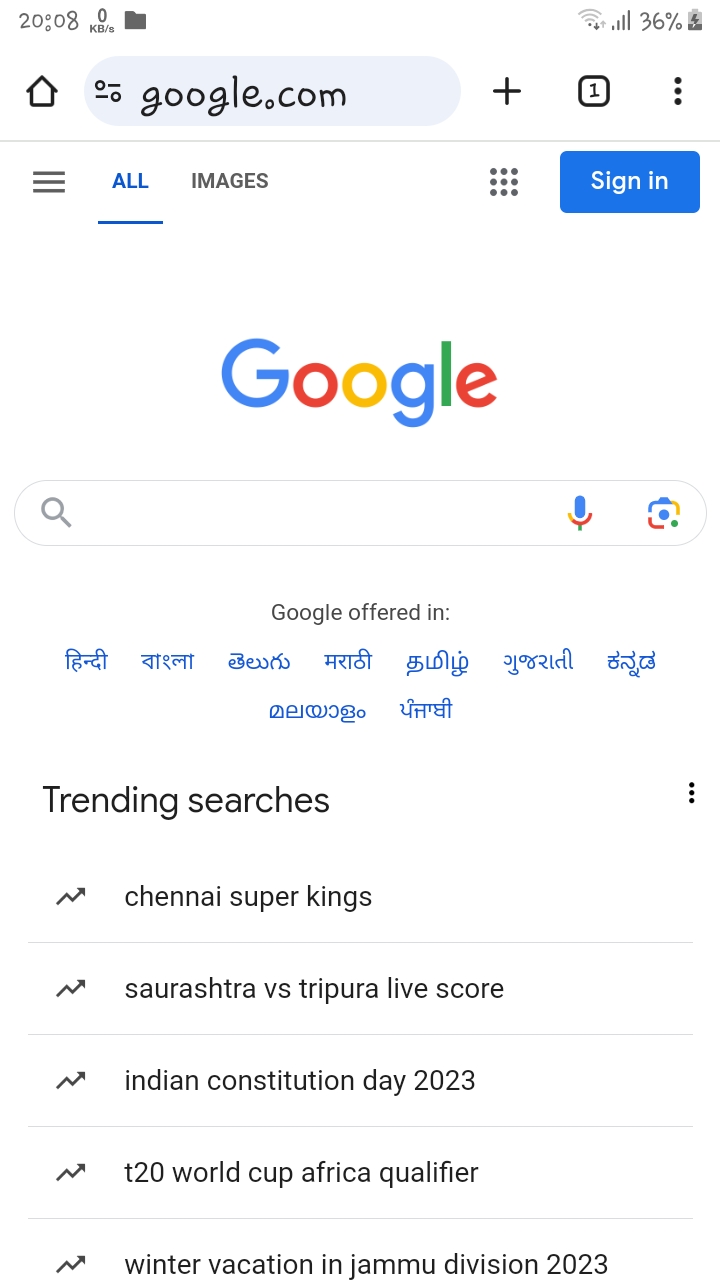 20:08 0 KB/s 36%
google.com 1
ALL IMAGES Sign in
Google
Google offered in:
हिन्दी বাংলা తెలుగు मराठी தமிழ் ગુજરાતી ಕನ್ನಡ
മലയാളം ਪੰਜਾਬੀ
Trending searches
chennai super kings
saurashtra vs tripura live score
indian constitution day 2023
t20 world cup africa qualifier
winter vacation in jammu division 2023